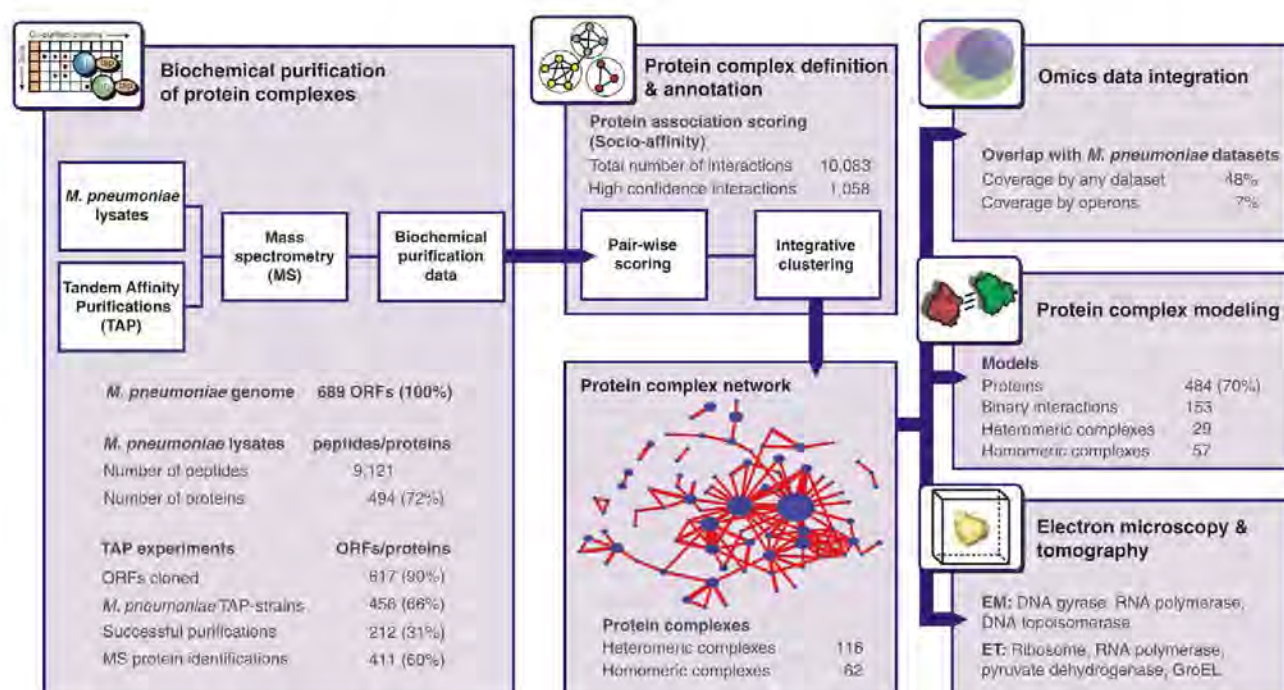 Biochemical purification
of protein complexes
M. pneumoniae
lysates
Tandem Affinity
Purifications
(TAP)
Mass
spectrometry
(MS)
Biochemical
purification
data
M. pneumoniae genome 689 ORFs (100%)
M. pneumoniae lysates peptides/proteins
Number of peptides 9,121
Number of proteins 494 (72%)
TAP experiments ORFs/proteins
ORFs cloned 617 (90%)
M. pneumoniae TAP-strains 456 (66%)
Successful purifications 212 (31%)
MS protein identifications 411 (60%)
Protein complex definition
& annotation
Protein association scoring
(Socio-affinity)
Total number of interactions 10,083
High confidence interactions 1,058
Pair-wise
scoring
Integrative
clustering
Protein complex network
Protein complexes
Heteromeric complexes 116
Homomeric complexes 62
Omics data integration
Overlap with M. pneumoniae datasets
Coverage by any dataset 48%
Coverage by operons 7%
Protein complex modeling
Models
Proteins 484 (70%)
Binary interactions 153
Heteromeric complexes 29
Homomeric complexes 57
Electron microscopy &
tomography
EM: DNA gyrase, RNA polymerase,
DNA topoisomerase
ET: Ribosome, RNA polymerase,
pyruvate dehydrogenase, GroEL